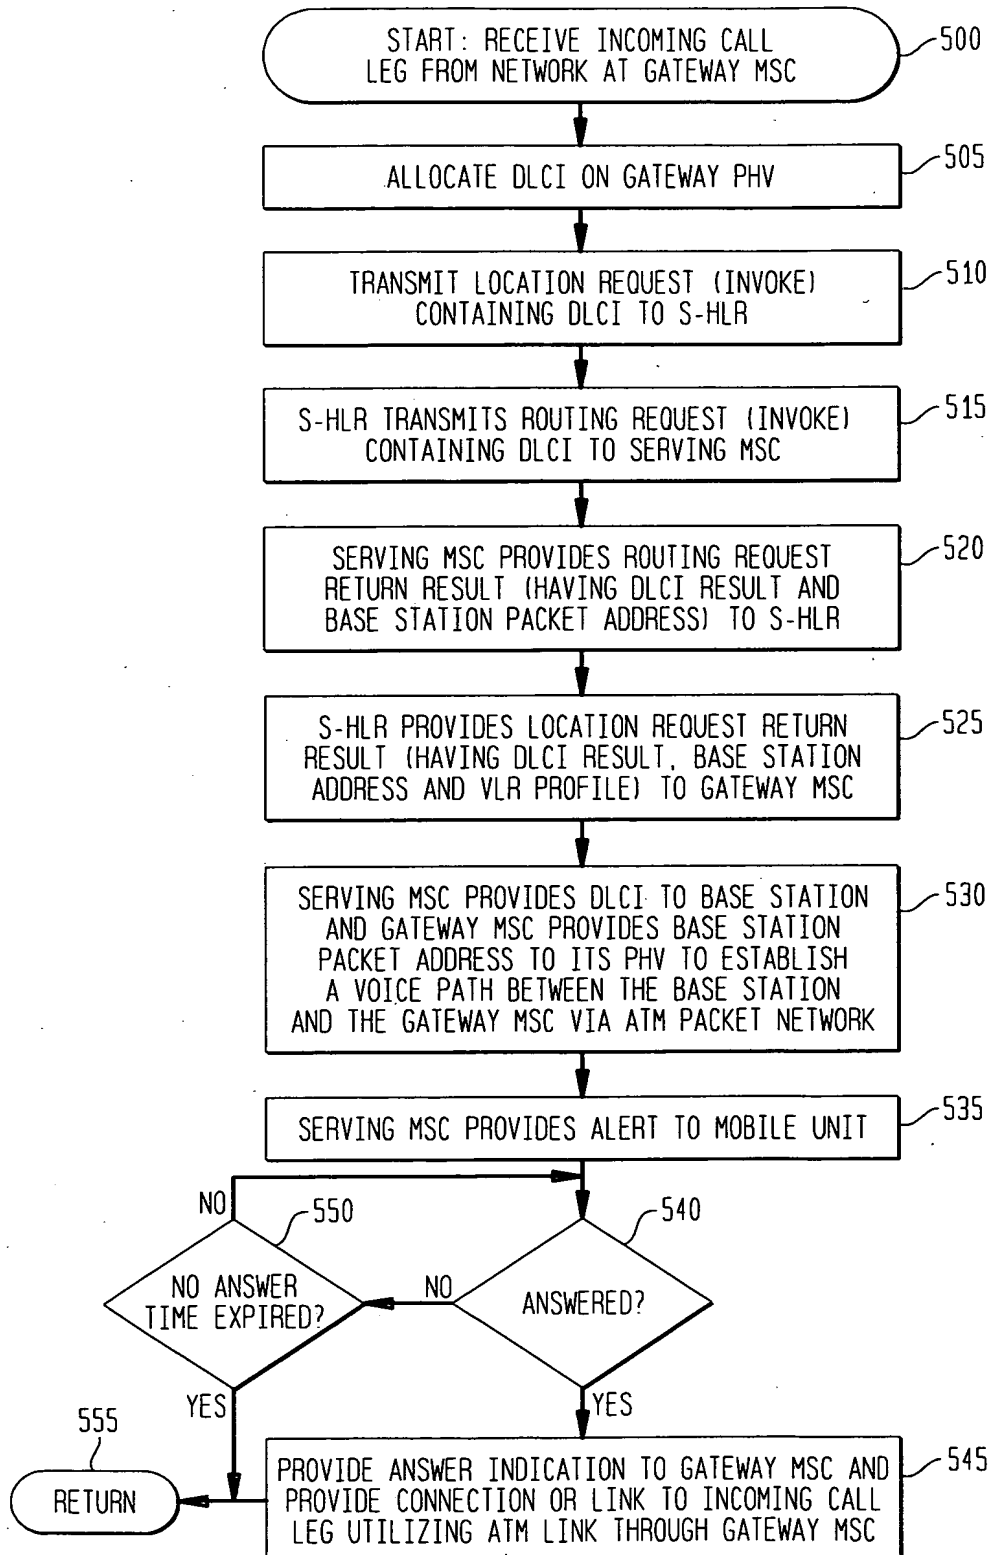 START: RECEIVE INCOMING CALL
LEG FROM NETWORK AT GATEWAY MSC
500
ALLOCATE DLCI ON GATEWAY PHV
505
TRANSMIT LOCATION REQUEST (INVOKE)
CONTAINING DLCI TO S-HLR
510
S-HLR TRANSMITS ROUTING REQUEST (INVOKE)
CONTAINING DLCI TO SERVING MSC
515
SERVING MSC PROVIDES ROUTING REQUEST
RETURN RESULT (HAVING DLCI RESULT AND
BASE STATION PACKET ADDRESS) TO S-HLR
520
S-HLR PROVIDES LOCATION REQUEST RETURN
RESULT (HAVING DLCI RESULT, BASE STATION
ADDRESS AND VLR PROFILE) TO GATEWAY MSC
525
SERVING MSC PROVIDES DLCI TO BASE STATION
AND GATEWAY MSC PROVIDES BASE STATION
PACKET ADDRESS TO ITS PHV TO ESTABLISH
A VOICE PATH BETWEEN THE BASE STATION
AND THE GATEWAY MSC VIA ATM PACKET NETWORK
530
SERVING MSC PROVIDES ALERT TO MOBILE UNIT
535
NO
550
540
NO ANSWER
TIME EXPIRED?
NO
ANSWERED?
YES
YES
555
RETURN
PROVIDE ANSWER INDICATION TO GATEWAY MSC AND
PROVIDE CONNECTION OR LINK TO INCOMING CALL
LEG UTILIZING ATM LINK THROUGH GATEWAY MSC
545